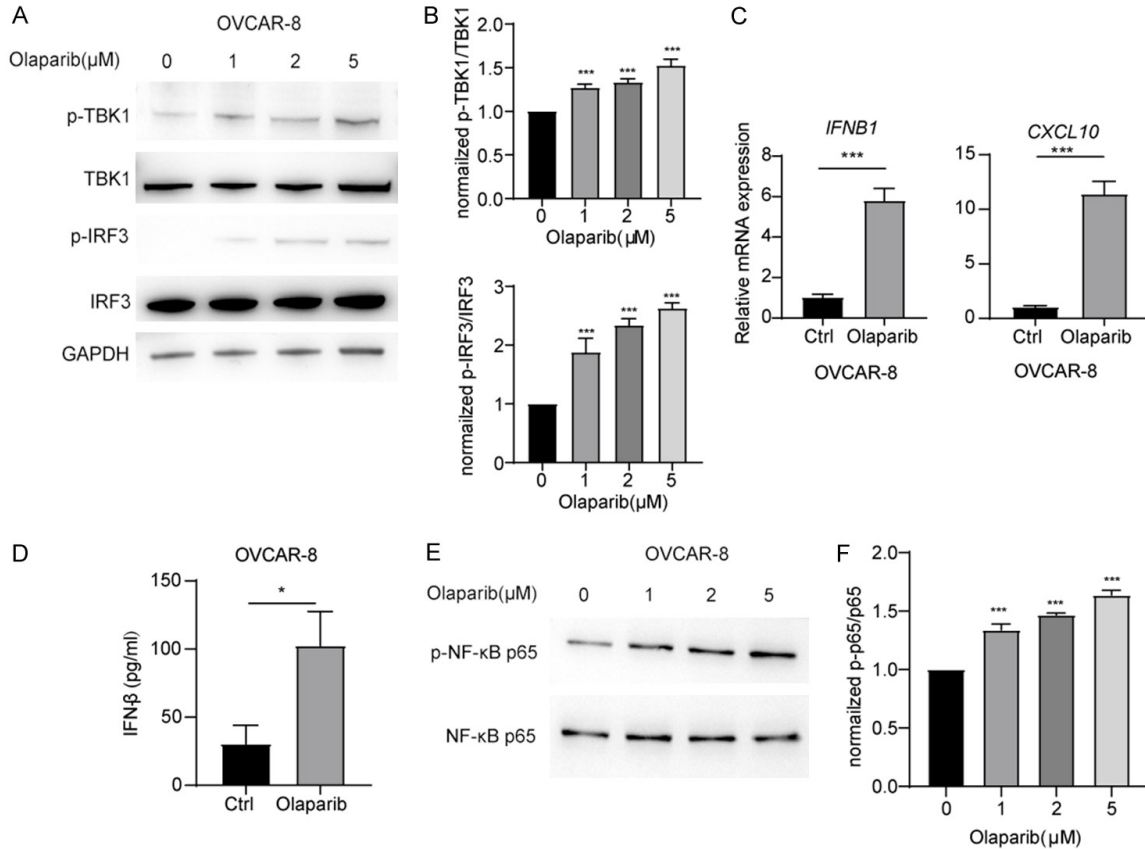 A
OVCAR-8
Olaparib(μM) 0 1 2 5
p-TBK1
TBK1
p-IRF3
IRF3
GAPDH
B
normailzed p-TBK1/TBK1
2.0
1.5
1.0
0.5
0.0
0 1 2 5
Olaparib(μM)
*** *** ***
normailzed p-IRF3/IRF3
3
2
1
0
0 1 2 5
Olaparib(μM)
*** *** ***
C
Relative mRNA expression
IFNB1
***
8
6
4
2
0
Ctrl Olaparib
OVCAR-8
CXCL10
***
15
10
5
0
Ctrl Olaparib
OVCAR-8
D
OVCAR-8
IFN-β (pg/ml)
150
100
50
0
*
Ctrl Olaparib
E
OVCAR-8
Olaparib(μM) 0 1 2 5
p-NF-κB p65
NF-κB p65
F
normailzed p-p65/p65
2.0
1.5
1.0
0.5
0.0
*** *** ***
0 1 2 5
Olaparib(μM)